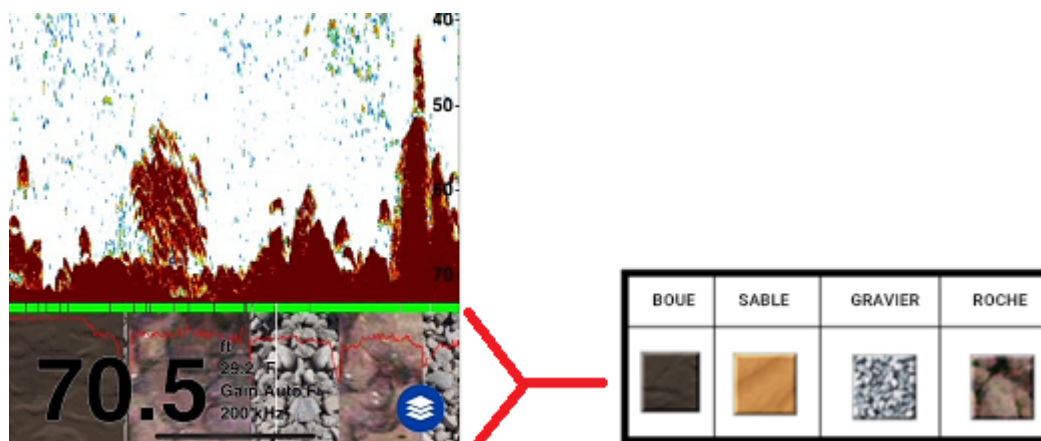 40
50
60
70
70.5
ft
29.2 °F
Gain Auto F
200 kHz
BOUE SABLE GRAVIER ROCHE